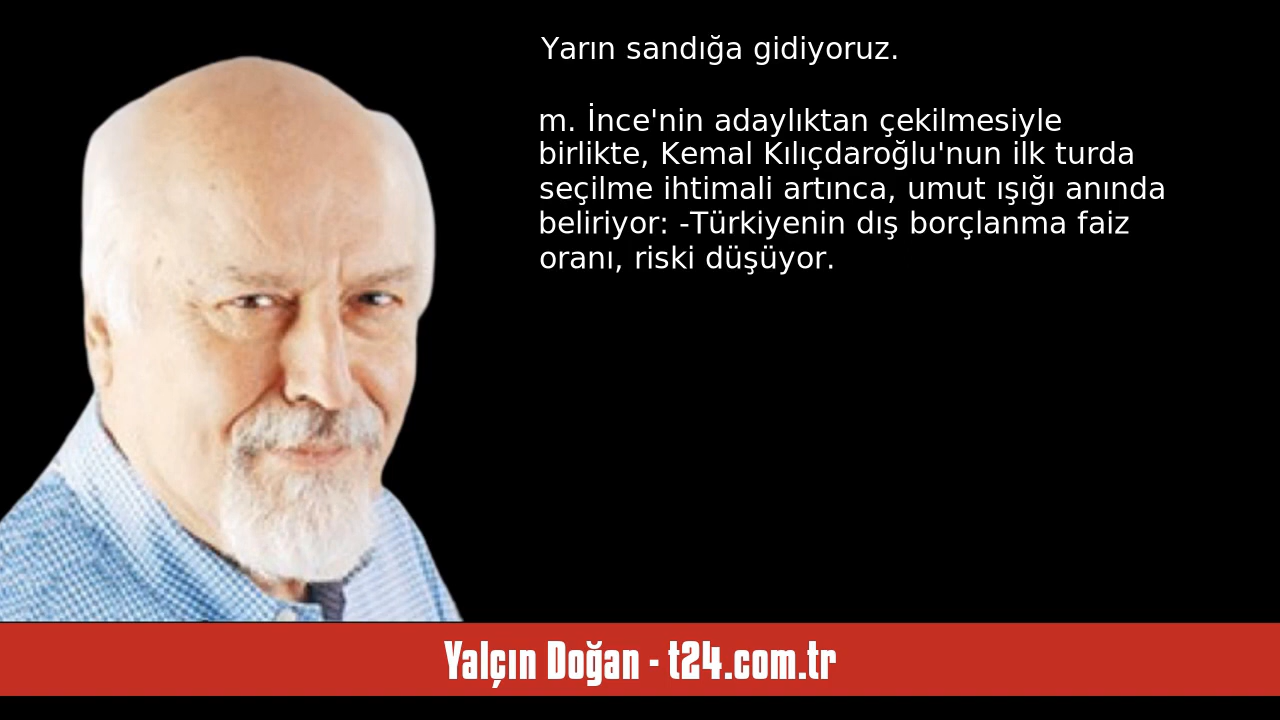 Yarın sandığa gidiyoruz.
m. İnce'nin adaylıktan çekilmesiyle
birlikte, Kemal Kılıçdaroğlu'nun ilk turda
seçilme ihtimali artınca, umut ışığı anında
beliriyor: -Türkiyenin dış borçlanma faiz
oranı, riski düşüyor.
Yalçın Doğan - t24.com.tr